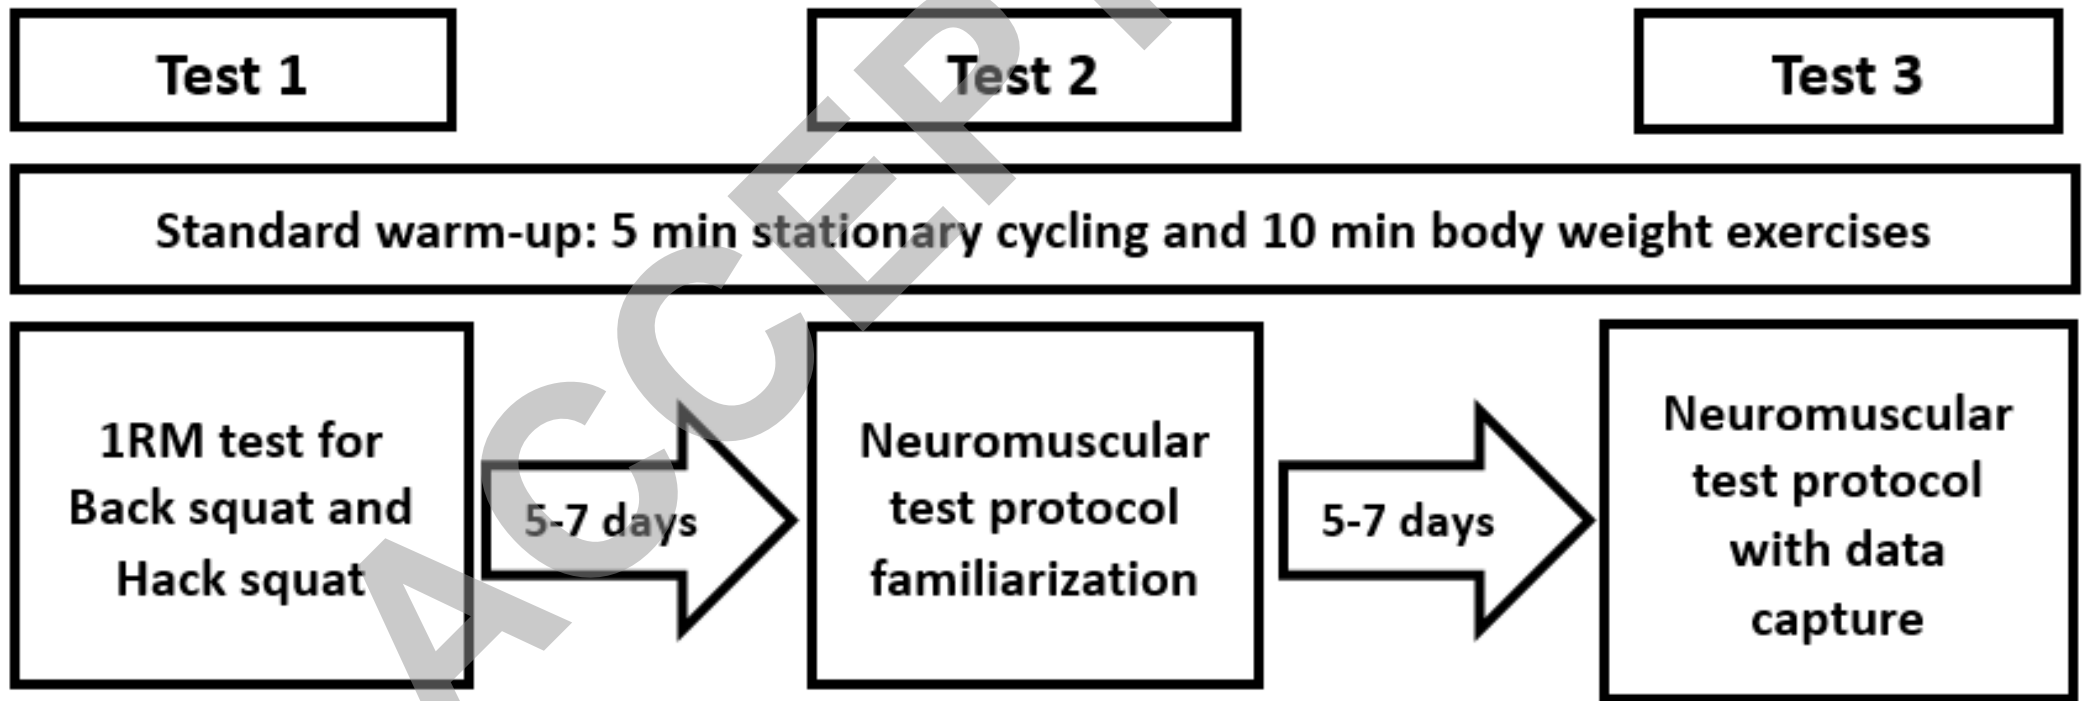 Test 1
Test 2
Test 3
Standard warm-up: 5 min stationary cycling and 10 min body weight exercises
1RM test for
Back squat and
Hack squat
5-7 days
Neuromuscular
test protocol
familiarization
5-7 days
Neuromuscular
test protocol
with data
capture
ACCEPT